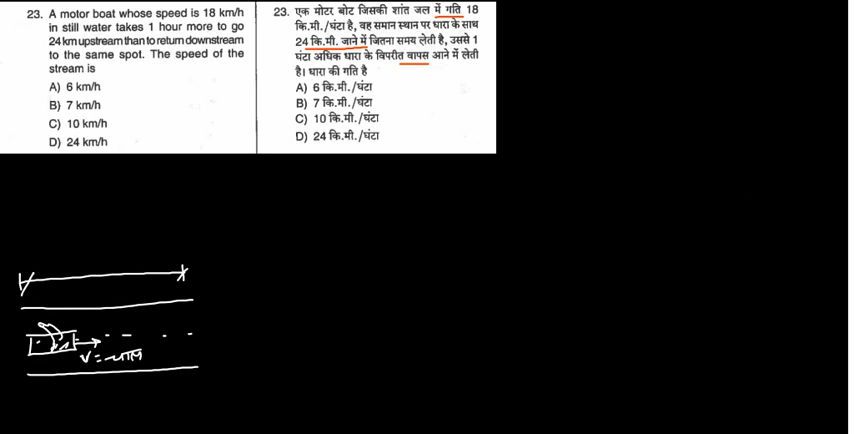 23. A motor boat whose speed is 18 km/h
in still water takes 1 hour more to go
24 km upstream than to return downstream
to the same spot. The speed of the
stream is
A) 6 km/h
B) 7 km/h
C) 10 km/h
D) 24 km/h
23. एक मोटर बोट जिसकी शांत जल में गति 18
कि.मी./घंटा है, वह समान स्थान पर धारा के साथ
24 कि.मी. जाने में जितना समय लेती है, उससे 1
घंटा अधिक धारा के विपरीत वापस आने में लेती
है। धारा की गति है
A) 6 कि.मी./घंटा
B) 7 कि.मी./घंटा
C) 10 कि.मी./घंटा
D) 24 कि.मी./घंटा
V =